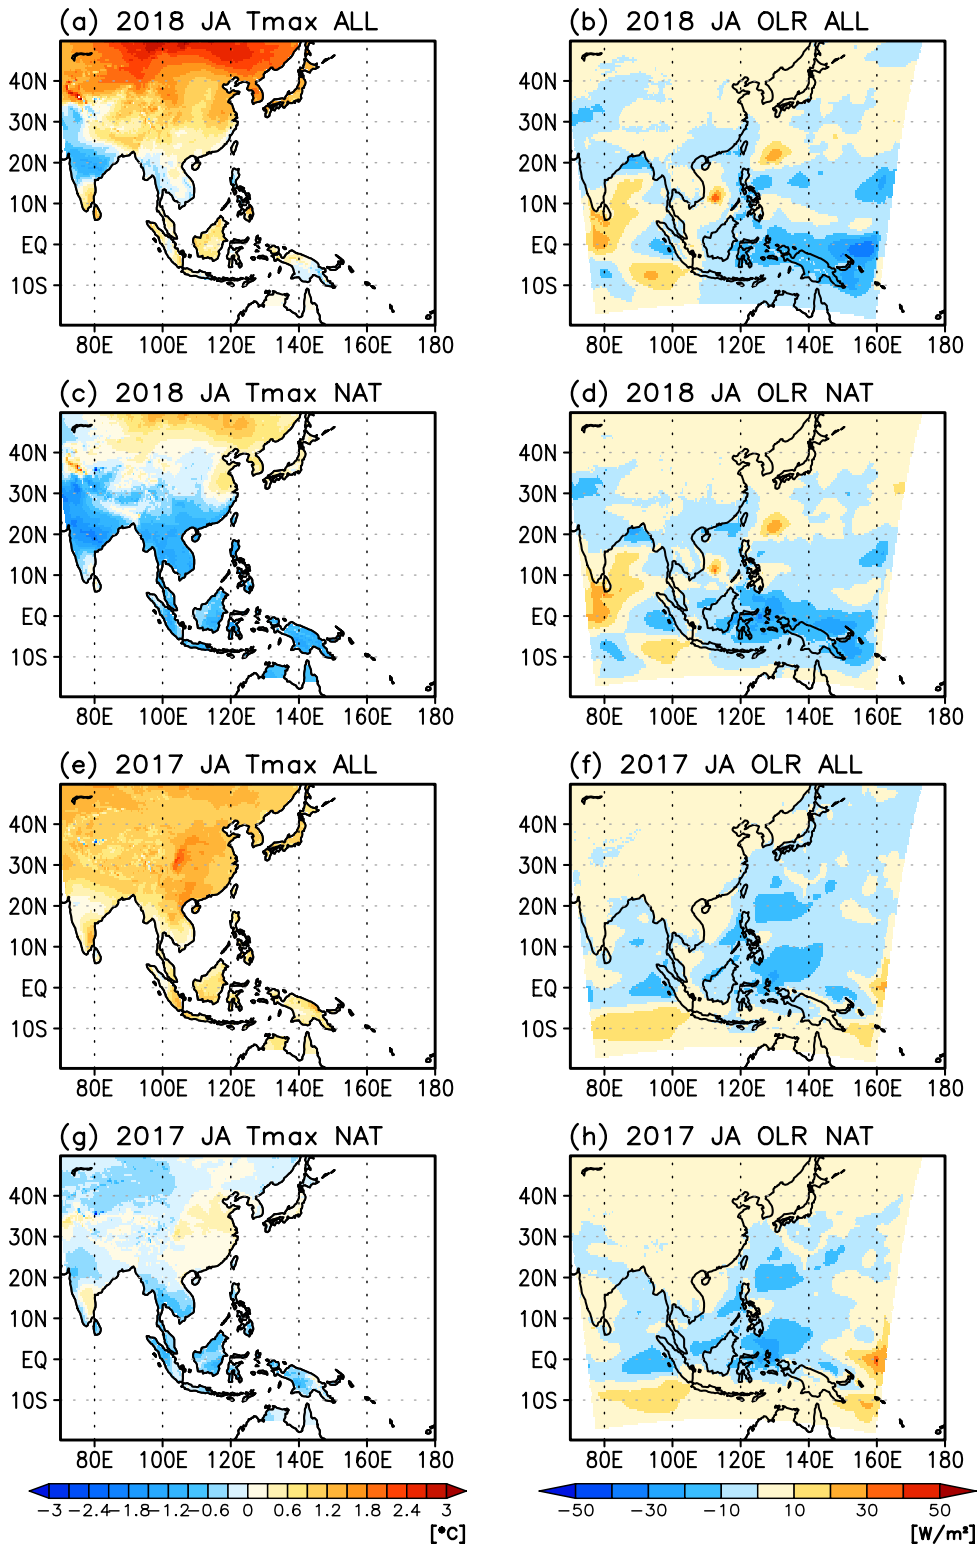 (a) 2018 JA Tmax ALL
(b) 2018 JA OLR ALL
40N
30N
20N
10N
EQ
10S
80E 100E 120E 140E 160E 180
40N
30N
20N
10N
EQ
10S
80E 100E 120E 140E 160E 180
(c) 2018 JA Tmax NAT
(d) 2018 JA OLR NAT
40N
30N
20N
10N
EQ
10S
80E 100E 120E 140E 160E 180
40N
30N
20N
10N
EQ
10S
80E 100E 120E 140E 160E 180
(e) 2017 JA Tmax ALL
(f) 2017 JA OLR ALL
40N
30N
20N
10N
EQ
10S
80E 100E 120E 140E 160E 180
40N
30N
20N
10N
EQ
10S
80E 100E 120E 140E 160E 180
(g) 2017 JA Tmax NAT
(h) 2017 JA OLR NAT
40N
30N
20N
10N
EQ
10S
80E 100E 120E 140E 160E 180
40N
30N
20N
10N
EQ
10S
80E 100E 120E 140E 160E 180
-3 -2.4 -1.8 -1.2 -0.6 0 0.6 1.2 1.8 2.4 3
[°C]
-50 -30 -10 10 30 50
[W/m²]